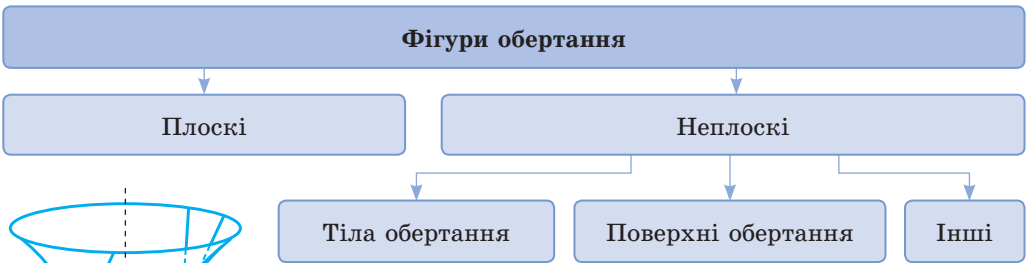 Фігури обертання
Плоскі
Неплоскі
Тіла обертання
Поверхні обертання
Інші